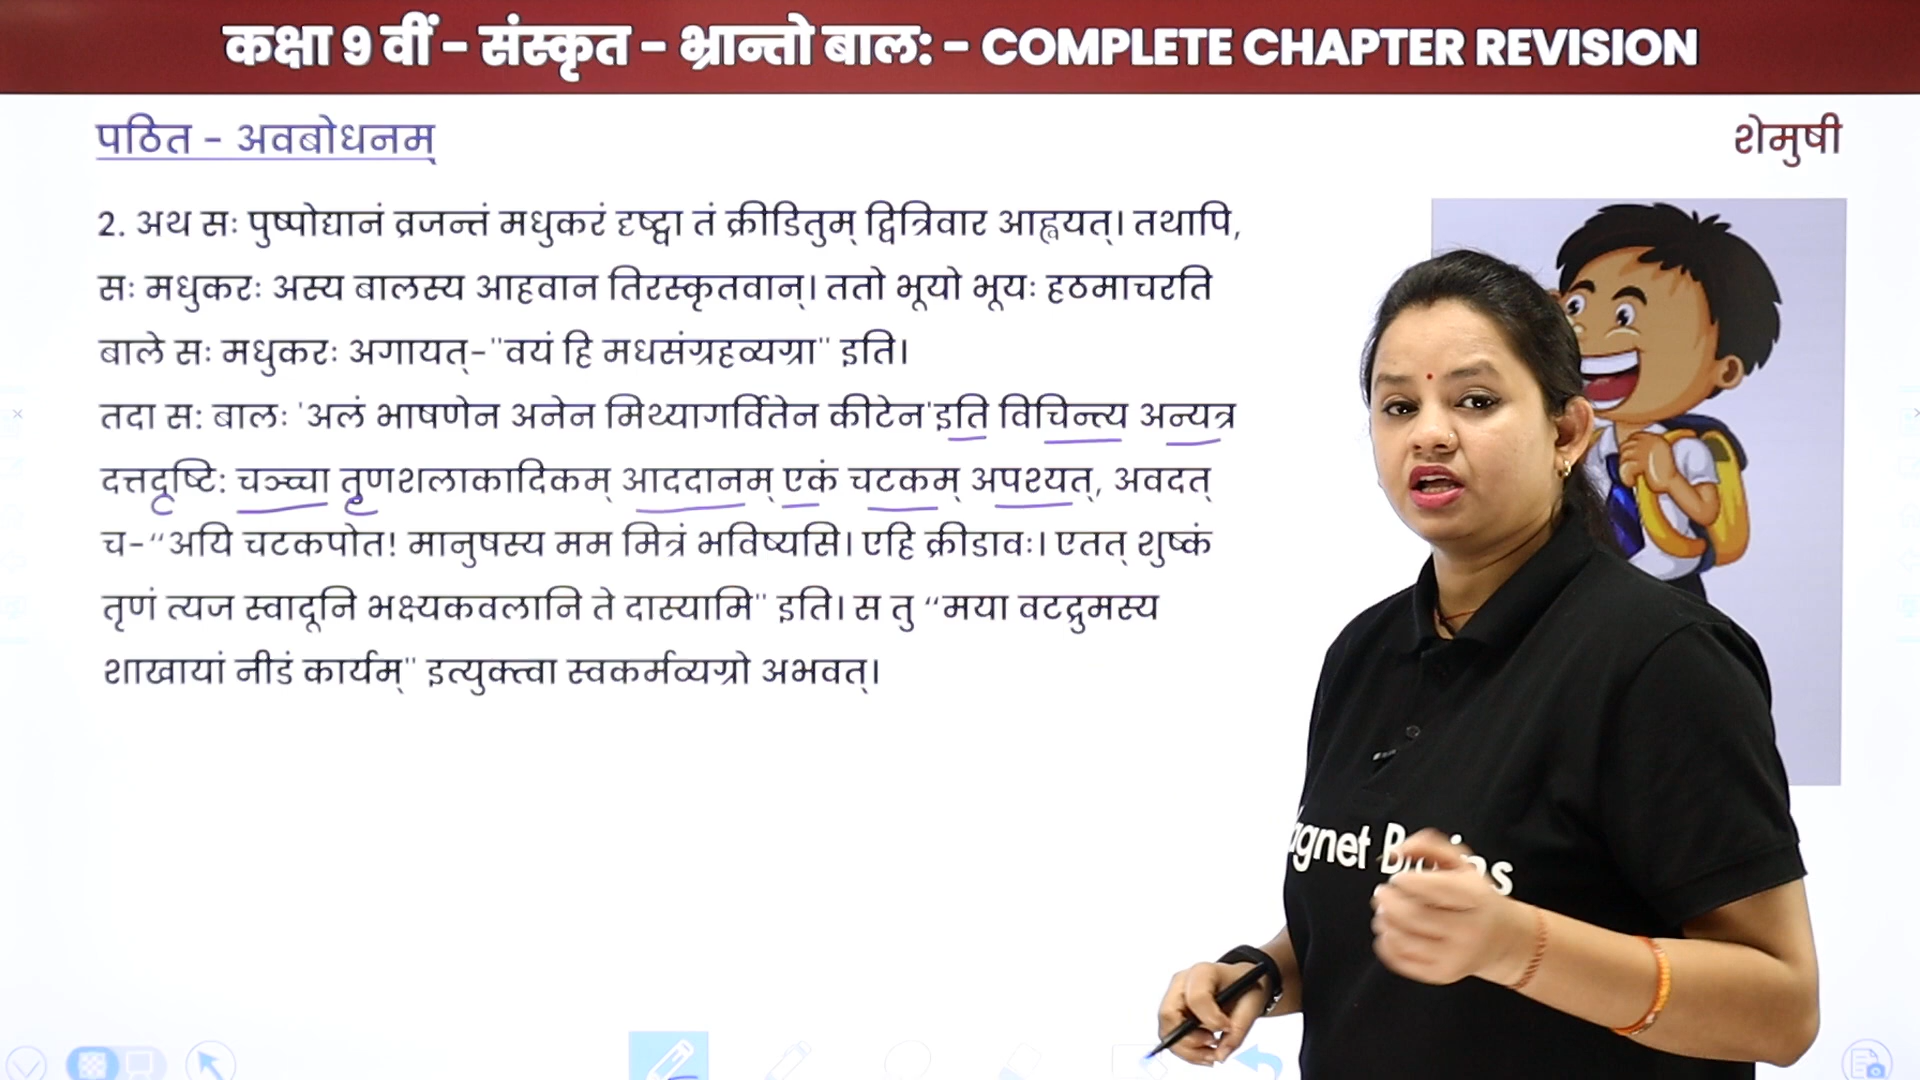 कक्षा 9 वीं - संस्कृत - भ्रान्तो बाल: - COMPLETE CHAPTER REVISION
पठित - अवबोधनम्
शेमुषी
2. अथ सः पुष्पोद्यानं व्रजन्तं मधुकरं दृष्ट्वा तं क्रीडितुम् द्वित्रिवार आह्वयत्। तथापि,
सः मधुकरः अस्य बालस्य आहवान तिरस्कृतवान्। ततो भूयो भूयः हठमाचरति
बाले सः मधुकरः अगायत्-"वयं हि मधसंग्रहव्यग्रा" इति।
तदा स: बालः 'अलं भाषणेन अनेन मिथ्यागर्वितेन कीटेन'इति विचिन्त्य अन्यत्र
दत्तदृष्टि: चञ्च्चा तृणशलाकादिकम् आददानम् एकं चटकम् अपश्यत्, अवदत्
च-“अयि चटकपोत! मानुषस्य मम मित्रं भविष्यसि। एहि क्रीडावः। एतत् शुष्कं
तृणं त्यज स्वादूनि भक्ष्यकवलानि ते दास्यामि" इति। स तु “मया वटद्रुमस्य
शाखायां नीडं कार्यम्" इत्युक्त्वा स्वकर्मव्यग्रो अभवत्।
agnet Brains